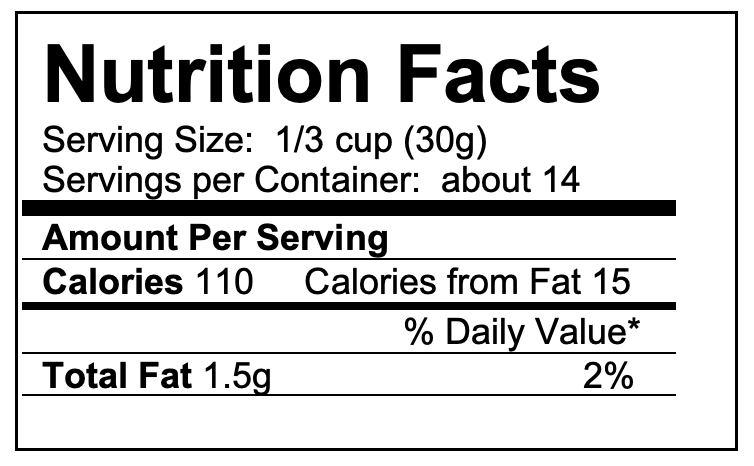 Nutrition Facts
Serving Size: 1/3 cup (30g)
Servings per Container: about 14
Amount Per Serving
Calories 110 Calories from Fat 15
% Daily Value*
Total Fat 1.5g 2%